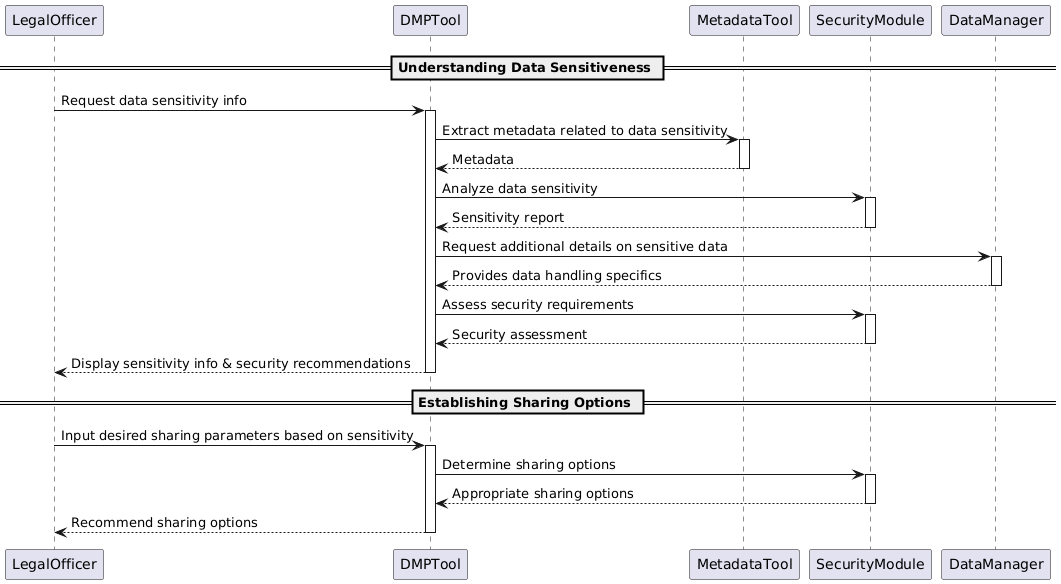 LegalOfficer DMPTool MetadataTool SecurityModule DataManager
Understanding Data Sensitiveness
Request data sensitivity info
Extract metadata related to data sensitivity
Metadata
Analyze data sensitivity
Sensitivity report
Request additional details on sensitive data
Provides data handling specifics
Assess security requirements
Security assessment
Display sensitivity info & security recommendations
Establishing Sharing Options
Input desired sharing parameters based on sensitivity
Determine sharing options
Appropriate sharing options
Recommend sharing options
LegalOfficer DMPTool MetadataTool SecurityModule DataManager